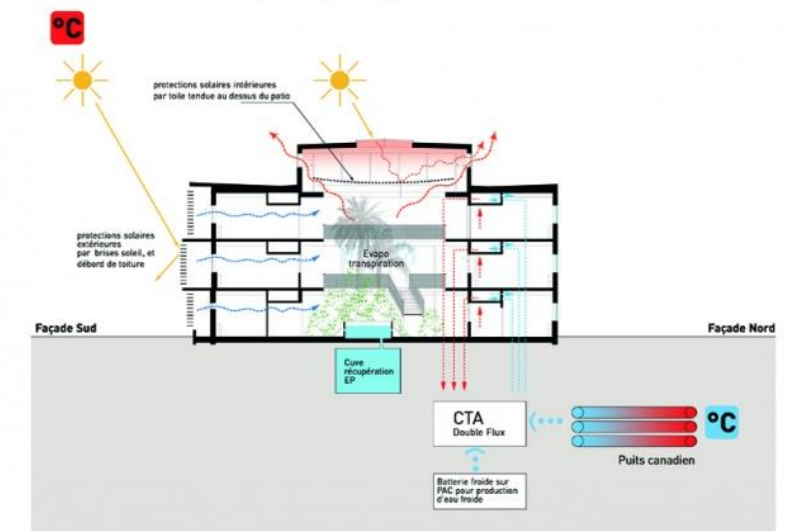 °C
protections solaires intérieures
par toile tendue au dessus du patio
protections solaires
extérieures
par brises soleil, et
débord de toiture
Evapo
transpiration
Façade Sud
Façade Nord
Cuve
récupération
EP
CTA
Double Flux
°C
Puits canadien
Batterie froide sur
PAC pour production
d'eau froide